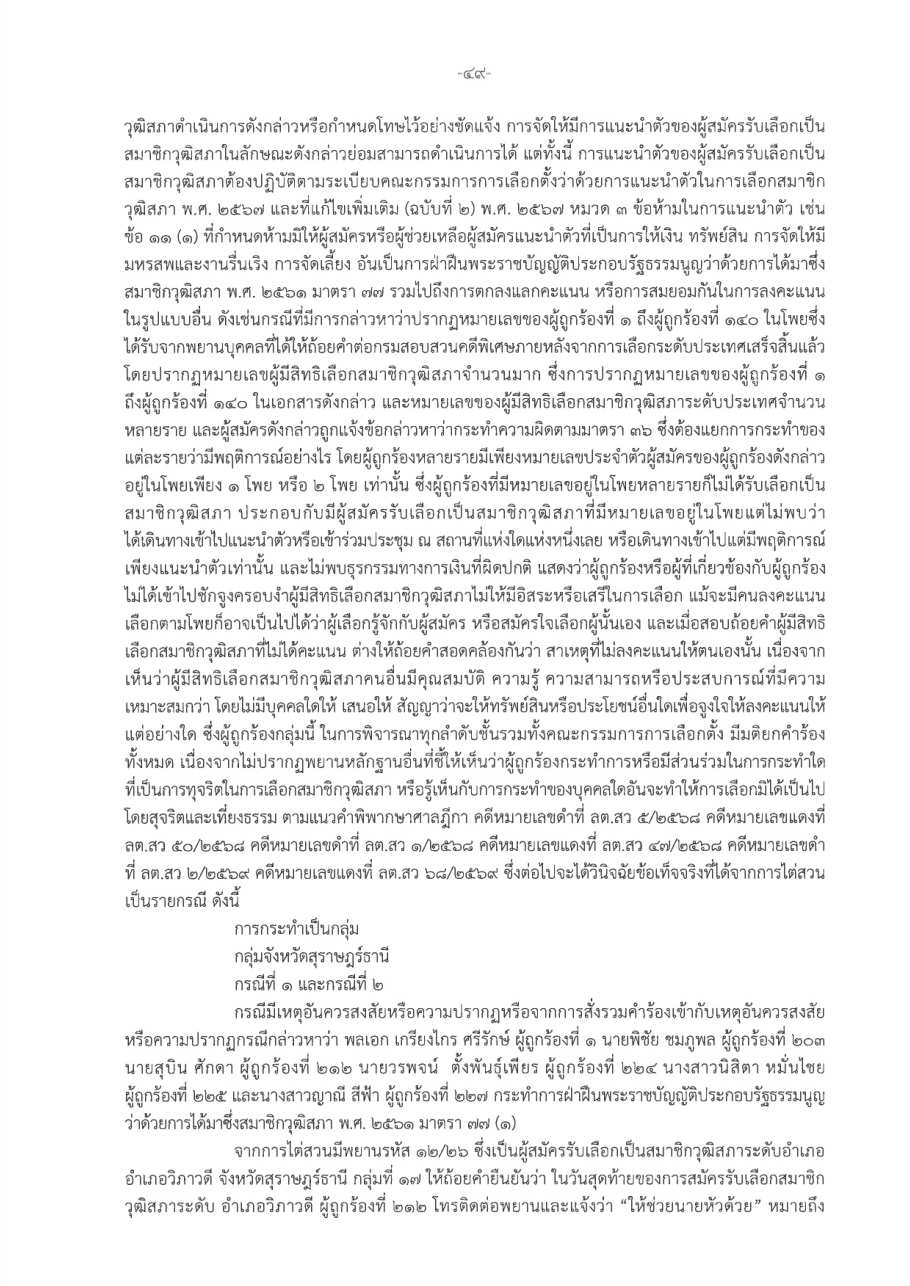 -๔๙-
วุฒิสภาดำเนินการดังกล่าวหรือกำหนดโทษไว้อย่างชัดแจ้ง การจัดให้มีการแนะนำตัวของผู้สมัครรับเลือกเป็น
สมาชิกวุฒิสภาในลักษณะดังกล่าวย่อมสามารถดำเนินการได้ แต่ทั้งนี้ การแนะนำตัวของผู้สมัครรับเลือกเป็น
สมาชิกวุฒิสภาต้องปฏิบัติตามระเบียบคณะกรรมการการเลือกตั้งว่าด้วยการแนะนำตัวในการเลือกสมาชิก
วุฒิสภา พ.ศ. ๒๕๖๗ และที่แก้ไขเพิ่มเติม (ฉบับที่ ๒) พ.ศ. ๒๕๖๗ หมวด ๓ ข้อห้ามในการแนะนำตัว เช่น
ข้อ ๑๑ (๑) ที่กำหนดห้ามมิให้ผู้สมัครหรือผู้ช่วยเหลือผู้สมัครแนะนำตัวที่เป็นการให้เงิน ทรัพย์สิน การจัดให้มี
มหรสพและงานรื่นเริง การจัดเลี้ยง อันเป็นการฝ่าฝืนพระราชบัญญัติประกอบรัฐธรรมนูญว่าด้วยการได้มาซึ่ง
สมาชิกวุฒิสภา พ.ศ. ๒๕๖๑ มาตรา ๗๗ รวมไปถึงการตกลงแลกคะแนน หรือการสมยอมกันในการลงคะแนน
ในรูปแบบอื่น ดังเช่นกรณีที่มีการกล่าวหาว่าปรากฏหมายเลขของผู้ถูกร้องที่ ๑ ถึงผู้ถูกร้องที่ ๑๔๐ ในโพยซึ่ง
ได้รับจากพยานบุคคลที่ได้ให้ถ้อยคำต่อกรมสอบสวนคดีพิเศษภายหลังจากการเลือกระดับประเทศเสร็จสิ้นแล้ว
โดยปรากฏหมายเลขผู้มีสิทธิเลือกสมาชิกวุฒิสภาจำนวนมาก ซึ่งการปรากฏหมายเลขของผู้ถูกร้องที่ ๑
ถึงผู้ถูกร้องที่ ๑๔๐ ในเอกสารดังกล่าว และหมายเลขของผู้มีสิทธิเลือกสมาชิกวุฒิสภาระดับประเทศจำนวน
หลายราย และผู้สมัครดังกล่าวถูกแจ้งข้อกล่าวหาว่ากระทำความผิดตามมาตรา ๓๖ ซึ่งต้องแยกการกระทำของ
แต่ละรายว่ามีพฤติการณ์อย่างไร โดยผู้ถูกร้องหลายรายมีเพียงหมายเลขประจำตัวผู้สมัครของผู้ถูกร้องดังกล่าว
อยู่ในโพยเพียง ๑ โพย หรือ ๒ โพย เท่านั้น ซึ่งผู้ถูกร้องที่มีหมายเลขอยู่ในโพยหลายรายก็ไม่ได้รับเลือกเป็น
สมาชิกวุฒิสภา ประกอบกับมีผู้สมัครรับเลือกเป็นสมาชิกวุฒิสภาที่มีหมายเลขอยู่ในโพยแต่ไม่พบว่า
ได้เดินทางเข้าไปแนะนำตัวหรือเข้าร่วมประชุม ณ สถานที่แห่งใดแห่งหนึ่งเลย หรือเดินทางเข้าไปแต่มีพฤติการณ์
เพียงแนะนำตัวเท่านั้น และไม่พบธุรกรรมทางการเงินที่ผิดปกติ แสดงว่าผู้ถูกร้องหรือผู้ที่เกี่ยวข้องกับผู้ถูกร้อง
ไม่ได้เข้าไปชักจูงครอบงำผู้มีสิทธิเลือกสมาชิกวุฒิสภาไม่ให้มีอิสระหรือเสรีในการเลือก แม้จะมีคนลงคะแนน
เลือกตามโพยก็อาจเป็นไปได้ว่าผู้เลือกรู้จักกับผู้สมัคร หรือสมัครใจเลือกผู้นั้นเอง และเมื่อสอบถ้อยคำผู้มีสิทธิ
เลือกสมาชิกวุฒิสภาที่ไม่ได้คะแนน ต่างให้ถ้อยคำสอดคล้องกันว่า สาเหตุที่ไม่ลงคะแนนให้ตนเองนั้น เนื่องจาก
เห็นว่าผู้มีสิทธิเลือกสมาชิกวุฒิสภาคนอื่นมีคุณสมบัติ ความรู้ ความสามารถหรือประสบการณ์ที่มีความ
เหมาะสมกว่า โดยไม่มีบุคคลใดให้ เสนอให้ สัญญาว่าจะให้ทรัพย์สินหรือประโยชน์อื่นใดเพื่อจูงใจให้ลงคะแนนให้
แต่อย่างใด ซึ่งผู้ถูกร้องกลุ่มนี้ ในการพิจารณาทุกลำดับชั้นรวมทั้งคณะกรรมการการเลือกตั้ง มีมติยกคำร้อง
ทั้งหมด เนื่องจากไม่ปรากฏพยานหลักฐานอื่นที่ชี้ให้เห็นว่าผู้ถูกร้องกระทำการหรือมีส่วนร่วมในการกระทำใด
ที่เป็นการทุจริตในการเลือกสมาชิกวุฒิสภา หรือรู้เห็นกับการกระทำของบุคคลใดอันจะทำให้การเลือกมิได้เป็นไป
โดยสุจริตและเที่ยงธรรม ตามแนวคำพิพากษาศาลฎีกา คดีหมายเลขดำที่ ลต.สว ๕/๒๕๖๘ คดีหมายเลขแดงที่
ลต.สว ๕๐/๒๕๖๘ คดีหมายเลขดำที่ ลต.สว ๑/๒๕๖๘ คดีหมายเลขแดงที่ ลต.สว ๔๗/๒๕๖๘ คดีหมายเลขดำ
ที่ ลต.สว ๒/๒๕๖๙ คดีหมายเลขแดงที่ ลต.สว ๖๘/๒๕๖๙ ซึ่งต่อไปจะได้วินิจฉัยข้อเท็จจริงที่ได้จากการไต่สวน
เป็นรายกรณี ดังนี้
การกระทำเป็นกลุ่ม
กลุ่มจังหวัดสุราษฎร์ธานี
กรณีที่ ๑ และกรณีที่ ๒
กรณีมีเหตุอันควรสงสัยหรือความปรากฏหรือจากการสั่งรวมคำร้องเข้ากับเหตุอันควรสงสัย
หรือความปรากฏกรณีกล่าวหาว่า พลเอก เกรียงไกร ศรีรักษ์ ผู้ถูกร้องที่ ๑ นายพิชัย ชมภูพล ผู้ถูกร้องที่ ๒๐๓
นายสุบิน ศักดา ผู้ถูกร้องที่ ๒๑๒ นายวรพจน์ ตั้งพันธุ์เพียร ผู้ถูกร้องที่ ๒๒๔ นางสาวนิสิตา หมั่นไชย
ผู้ถูกร้องที่ ๒๒๕ และนางสาวญาณี สีฟ้า ผู้ถูกร้องที่ ๒๒๗ กระทำการฝ่าฝืนพระราชบัญญัติประกอบรัฐธรรมนูญ
ว่าด้วยการได้มาซึ่งสมาชิกวุฒิสภา พ.ศ. ๒๕๖๑ มาตรา ๗๗ (๑)
จากการไต่สวนมีพยานรหัส ๑๒/๒๖ ซึ่งเป็นผู้สมัครรับเลือกเป็นสมาชิกวุฒิสภาระดับอำเภอ
อำเภอวิภาวดี จังหวัดสุราษฎร์ธานี กลุ่มที่ ๑๗ ให้ถ้อยคำยืนยันว่า ในวันสุดท้ายของการสมัครรับเลือกสมาชิก
วุฒิสภาระดับ อำเภอวิภาวดี ผู้ถูกร้องที่ ๒๑๒ โทรติดต่อพยานและแจ้งว่า “ให้ช่วยนายหัวด้วย” หมายถึง